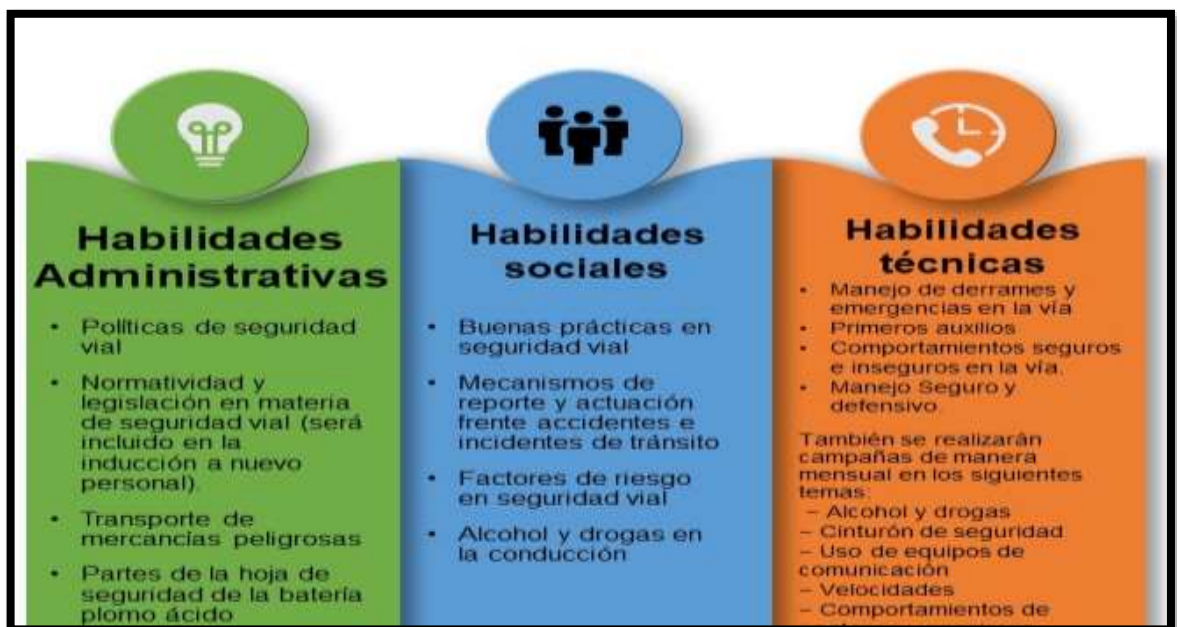 Habilidades
Administrativas
• Políticas de seguridad
vial
• Normatividad y
legislación en materia
de seguridad vial (será
incluido en la
inducción a nuevo
personal).
• Transporte de
mercancías peligrosas
• Partes de la hoja de
seguridad de la batería
plomo ácido
Habilidades
sociales
• Buenas prácticas en
seguridad vial
• Mecanismos de
reporte y actuación
frente accidentes e
incidentes de tránsito
• Factores de riesgo
en seguridad vial
• Alcohol y drogas en
la conducción
Habilidades
técnicas
• Manejo de derrames y
emergencias en la vía
• Primeros auxilios
• Comportamientos seguros
e inseguros en la vía.
• Manejo Seguro y
defensivo.
También se realizarán
campañas de manera
mensual en los siguientes
temas:
– Alcohol y drogas
– Cinturón de seguridad
– Uso de equipos de
comunicación
– Velocidades
– Comportamientos de